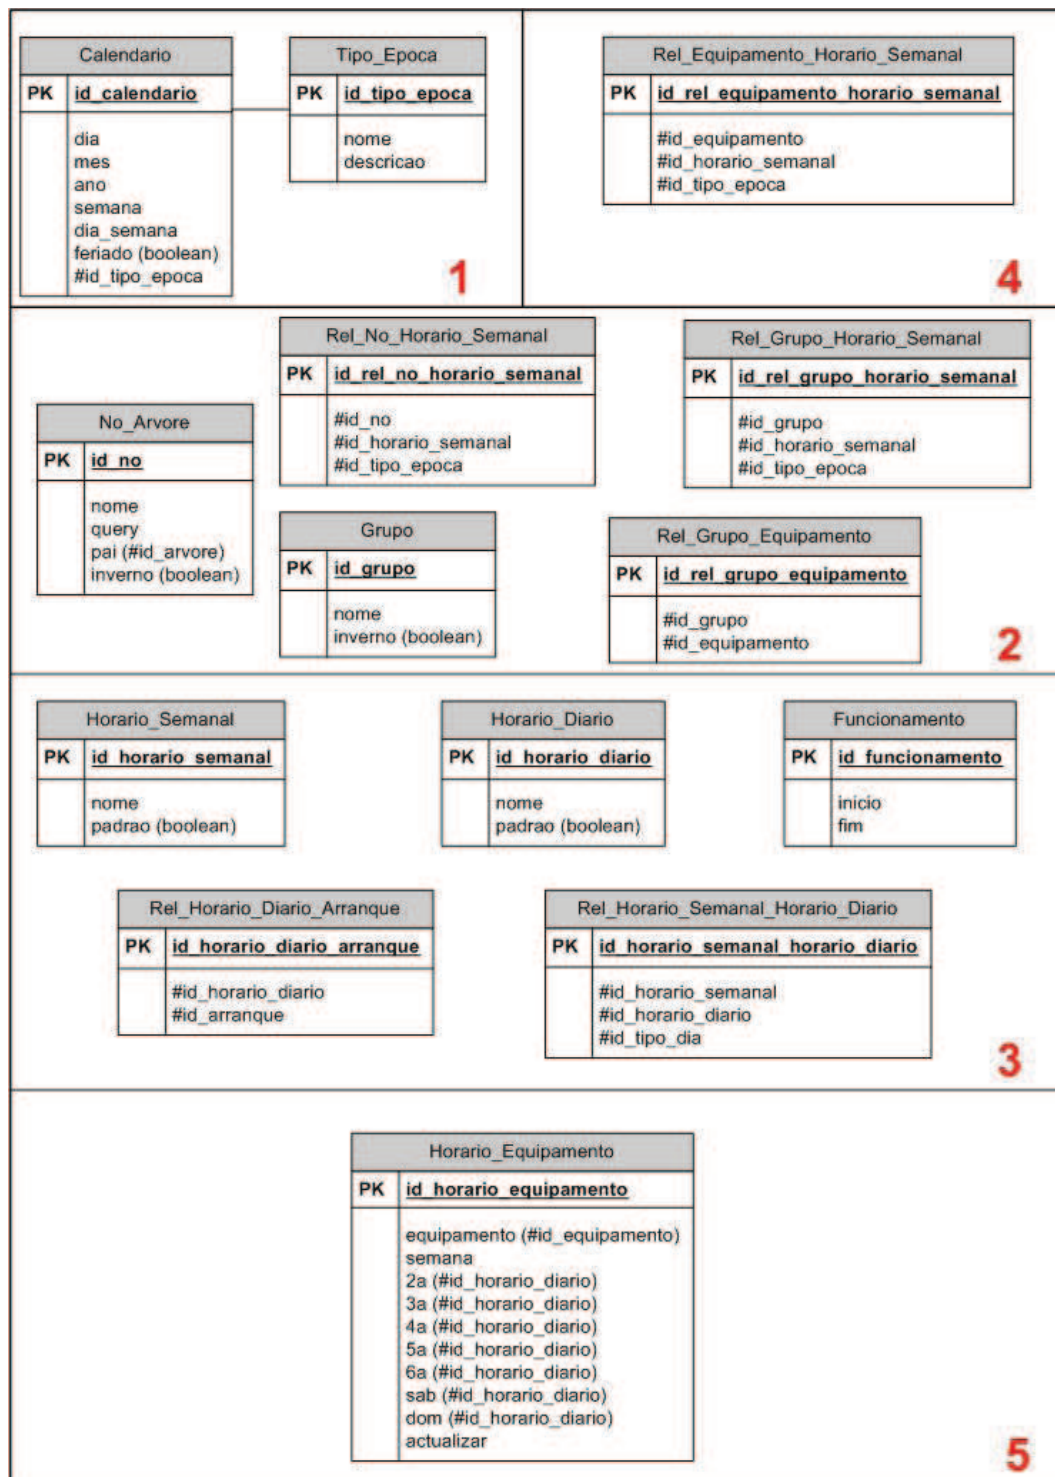 Calendario
PK id_calendario
dia
mes
ano
semana
dia_semana
feriado (boolean)
#id_tipo_epoca
Tipo_Epoca
PK id_tipo_epoca
nome
descricao
1
Rel_Equipamento_Horario_Semanal
PK id_rel_equipamento_horario_semanal
#id_equipamento
#id_horario_semanal
#id_tipo_epoca
4
No_Arvore
PK id_no
nome
query
pai (#id_arvore)
inverno (boolean)
Rel_No_Horario_Semanal
PK id_rel_no_horario_semanal
#id_no
#id_horario_semanal
#id_tipo_epoca
Rel_Grupo_Horario_Semanal
PK id_rel_grupo_horario_semanal
#id_grupo
#id_horario_semanal
#id_tipo_epoca
Grupo
PK id_grupo
nome
inverno (boolean)
Rel_Grupo_Equipamento
PK id_rel_grupo_equipamento
#id_grupo
#id_equipamento
2
Horario_Semanal
PK id_horario_semanal
nome
padrao (boolean)
Horario_Diario
PK id_horario_diario
nome
padrao (boolean)
Funcionamento
PK id_funcionamento
inicio
fim
Rel_Horario_Diario_Arranque
PK id_horario_diario_arranque
#id_horario_diario
#id_arranque
Rel_Horario_Semanal_Horario_Diario
PK id_horario_semanal_horario_diario
#id_horario_semanal
#id_horario_diario
#id_tipo_dia
3
Horario_Equipamento
PK id_horario_equipamento
equipamento (#id_equipamento)
semana
2a (#id_horario_diario)
3a (#id_horario_diario)
4a (#id_horario_diario)
5a (#id_horario_diario)
6a (#id_horario_diario)
sab (#id_horario_diario)
dom (#id_horario_diario)
actualizar
5